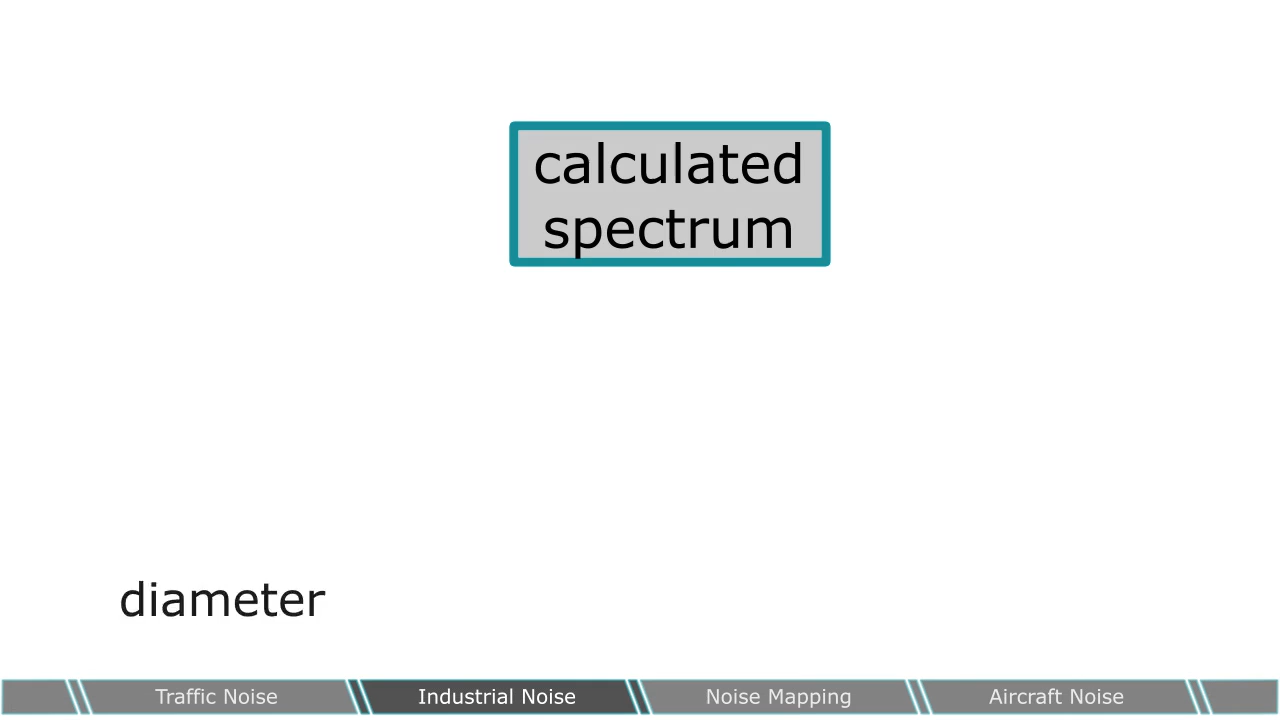 calculated
spectrum
diameter
Traffic Noise
Industrial Noise
Noise Mapping
Aircraft Noise